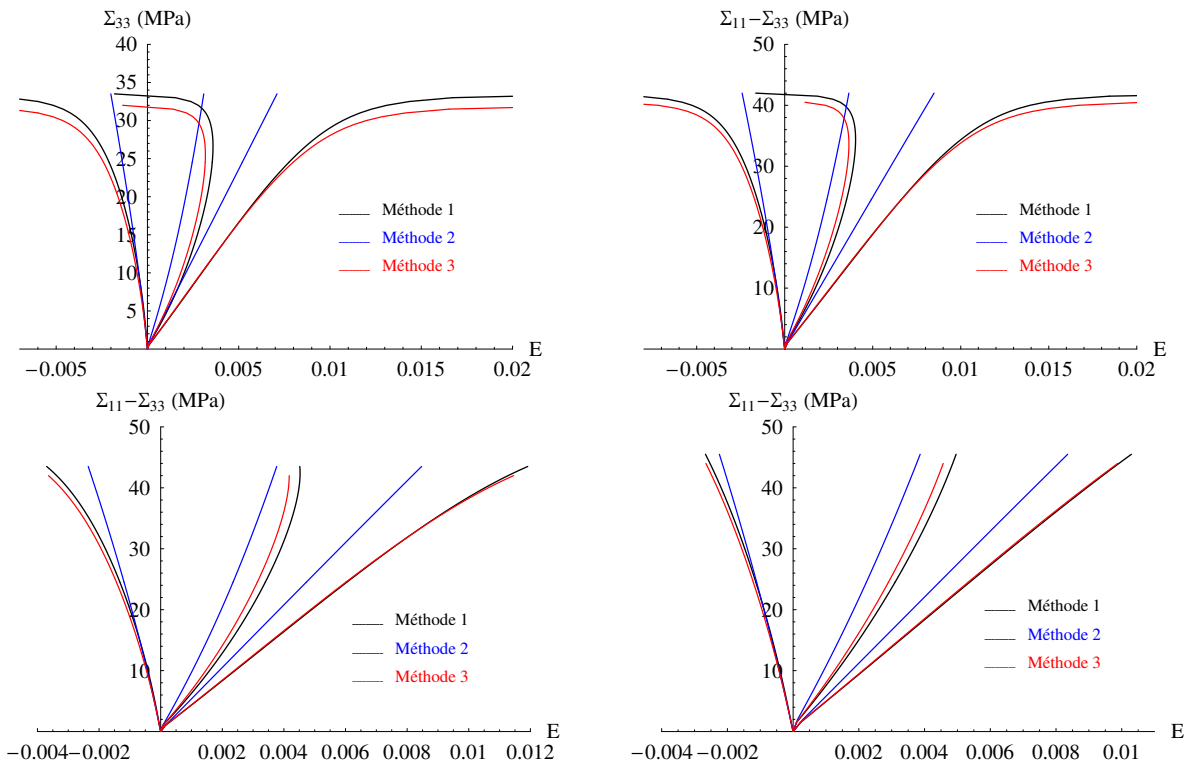 Σ33 (MPa)
40
35
30
25
20
15
10
5
−0.005
0.005
0.01
0.015
0.02
E
Méthode 1
Méthode 2
Méthode 3
Σ11−Σ33 (MPa)
50
40
30
20
10
−0.005
0.005
0.01
0.015
0.02
E
Méthode 1
Méthode 2
Méthode 3
Σ11−Σ33 (MPa)
50
40
30
20
10
−0.004
−0.002
0.002
0.004
0.006
0.008
0.010
0.012
E
Méthode 1
Méthode 2
Méthode 3
Σ11−Σ33 (MPa)
50
40
30
20
10
−0.004
−0.002
0.002
0.004
0.006
0.008
0.01
E
Méthode 1
Méthode 2
Méthode 3